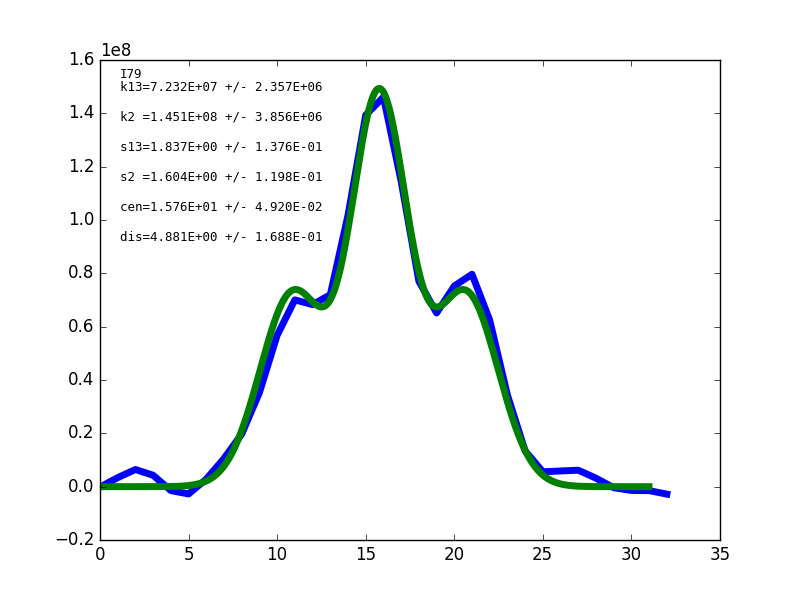 1e8
1.6
1.4
1.2
1.0
0.8
0.6
0.4
0.2
0.0
−0.2
I79
k13=7.232E+07 +/- 2.357E+06
k2 =1.451E+08 +/- 3.856E+06
s13=1.837E+00 +/- 1.376E-01
s2 =1.604E+00 +/- 1.198E-01
cen=1.576E+01 +/- 4.920E-02
dis=4.881E+00 +/- 1.688E-01
0 5 10 15 20 25 30 35